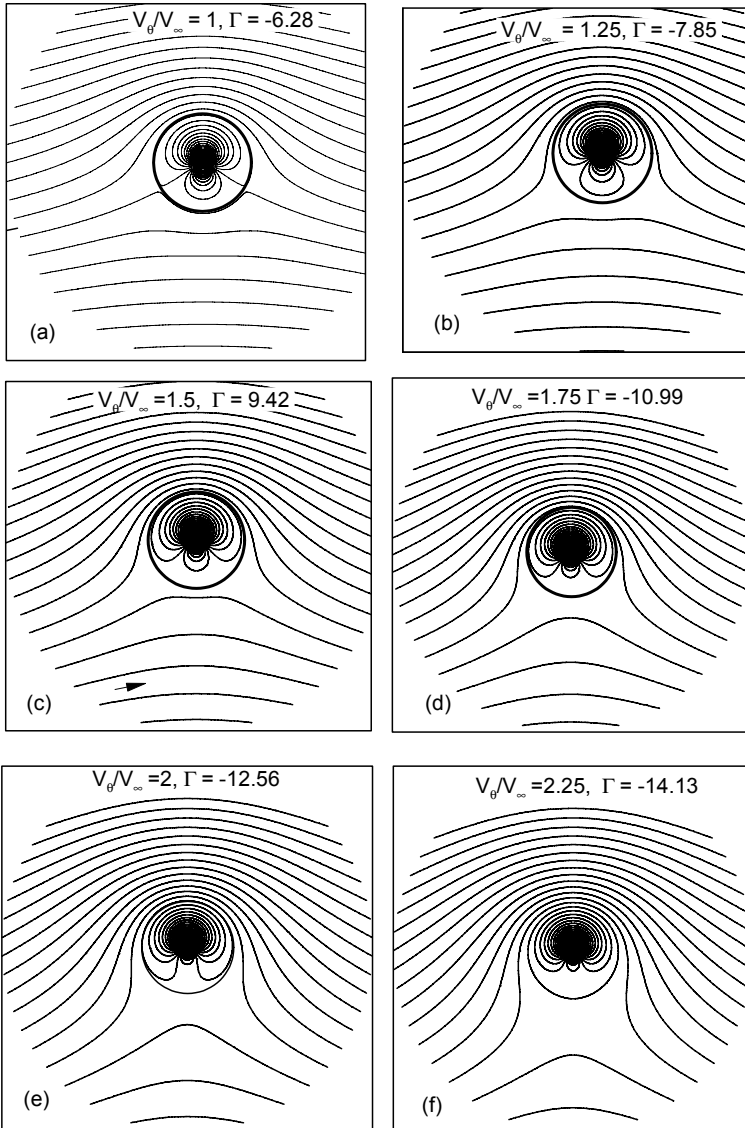 V_θ/V_∞ = 1, Γ = -6.28
V_θ/V_∞ = 1.25, Γ = -7.85
(a)
(b)
V_θ/V_∞ =1.5, Γ = 9.42
V_θ/V_∞ =1.75 Γ = -10.99
(c)
(d)
V_θ/V_∞ =2, Γ = -12.56
V_θ/V_∞ =2.25, Γ = -14.13
(e)
(f)